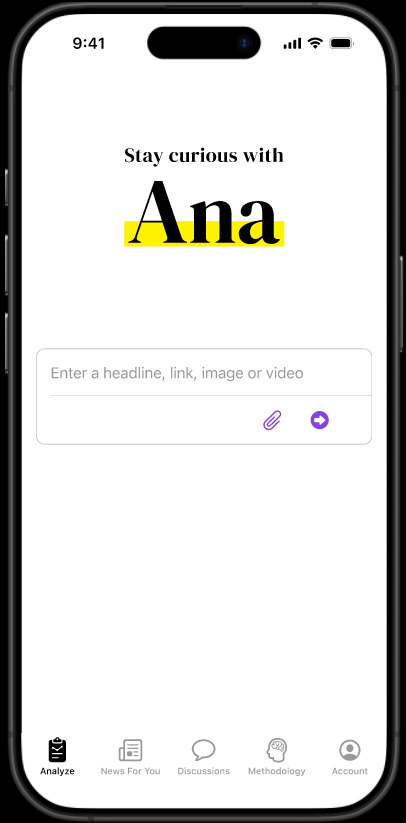 9:41
Stay curious with
Ana
Enter a headline, link, image or video
Analyze
News For You
Discussions
Methodology
Account